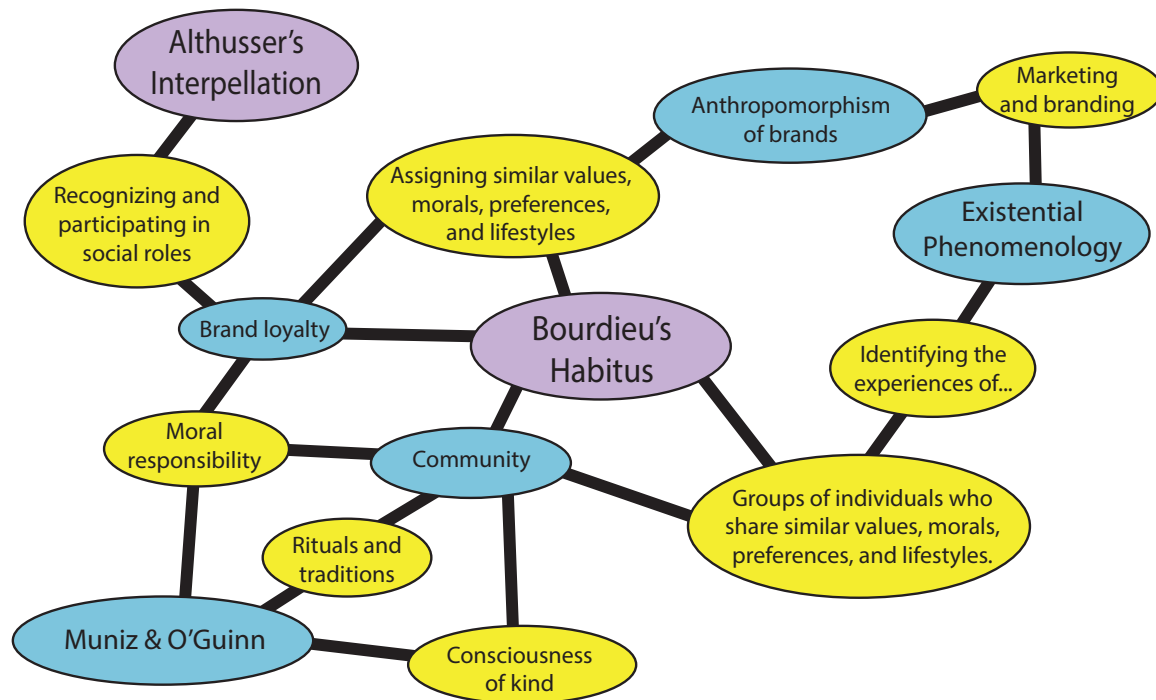 Althusser's
Interpellation
Marketing
and branding
Anthropomorphism
of brands
Recognizing and
participating in
social roles
Assigning similar values,
morals, preferences,
and lifestyles
Existential
Phenomenology
Brand loyalty
Bourdieu's
Habitus
Identifying the
experiences of...
Moral
responsibility
Community
Groups of individuals who
share similar values, morals,
preferences, and lifestyles.
Rituals and
traditions
Muniz & O'Guinn
Consciousness
of kind